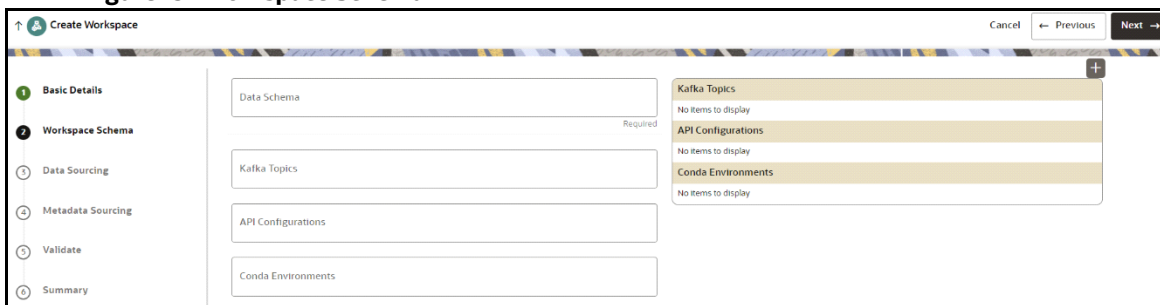 Create Workspace
Cancel
← Previous
Next →
1 Basic Details
2 Workspace Schema
3 Data Sourcing
4 Metadata Sourcing
5 Validate
6 Summary
Data Schema
Required
Kafka Topics
API Configurations
Conda Environments
Kafka Topics
No items to display
API Configurations
No items to display
Conda Environments
No items to display